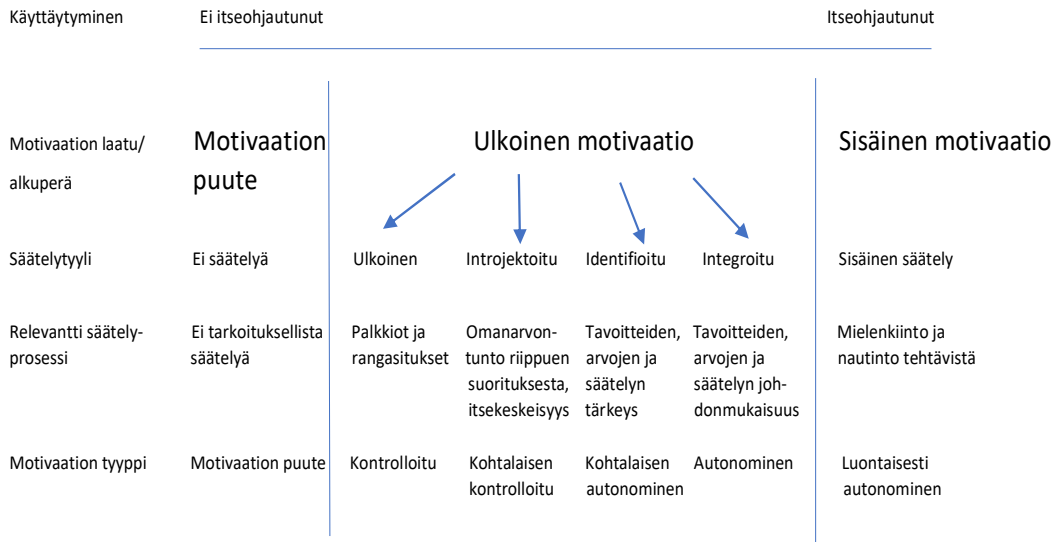 Käyttäytyminen Ei itseohjautunut Itseohjautunut
Motivaation laatu/ Motivaation Ulkoinen motivaatio Sisäinen motivaatio
alkuperä puute
Säätelytyyli Ei säätelyä Ulkoinen Introjektoitu Identifioitu Integroitu Sisäinen säätely
Relevantti säätely- Ei tarkoituksellista Palkkiot ja Omanarvon- Tavoitteiden, Tavoitteiden, Mielenkiinto ja
prosessi säätelyä rangasitukset tunto riippuen arvojen ja arvojen ja nautinto tehtävistä
suorituksesta, säätelyn säätelyn joh-
itsekeskeisyys tärkeys donmukaisuus
Motivaation tyyppi Motivaation puute Kontrolloitu Kohtalaisen Kohtalaisen Autonominen Luontaisesti
kontrolloitu autonominen autonominen